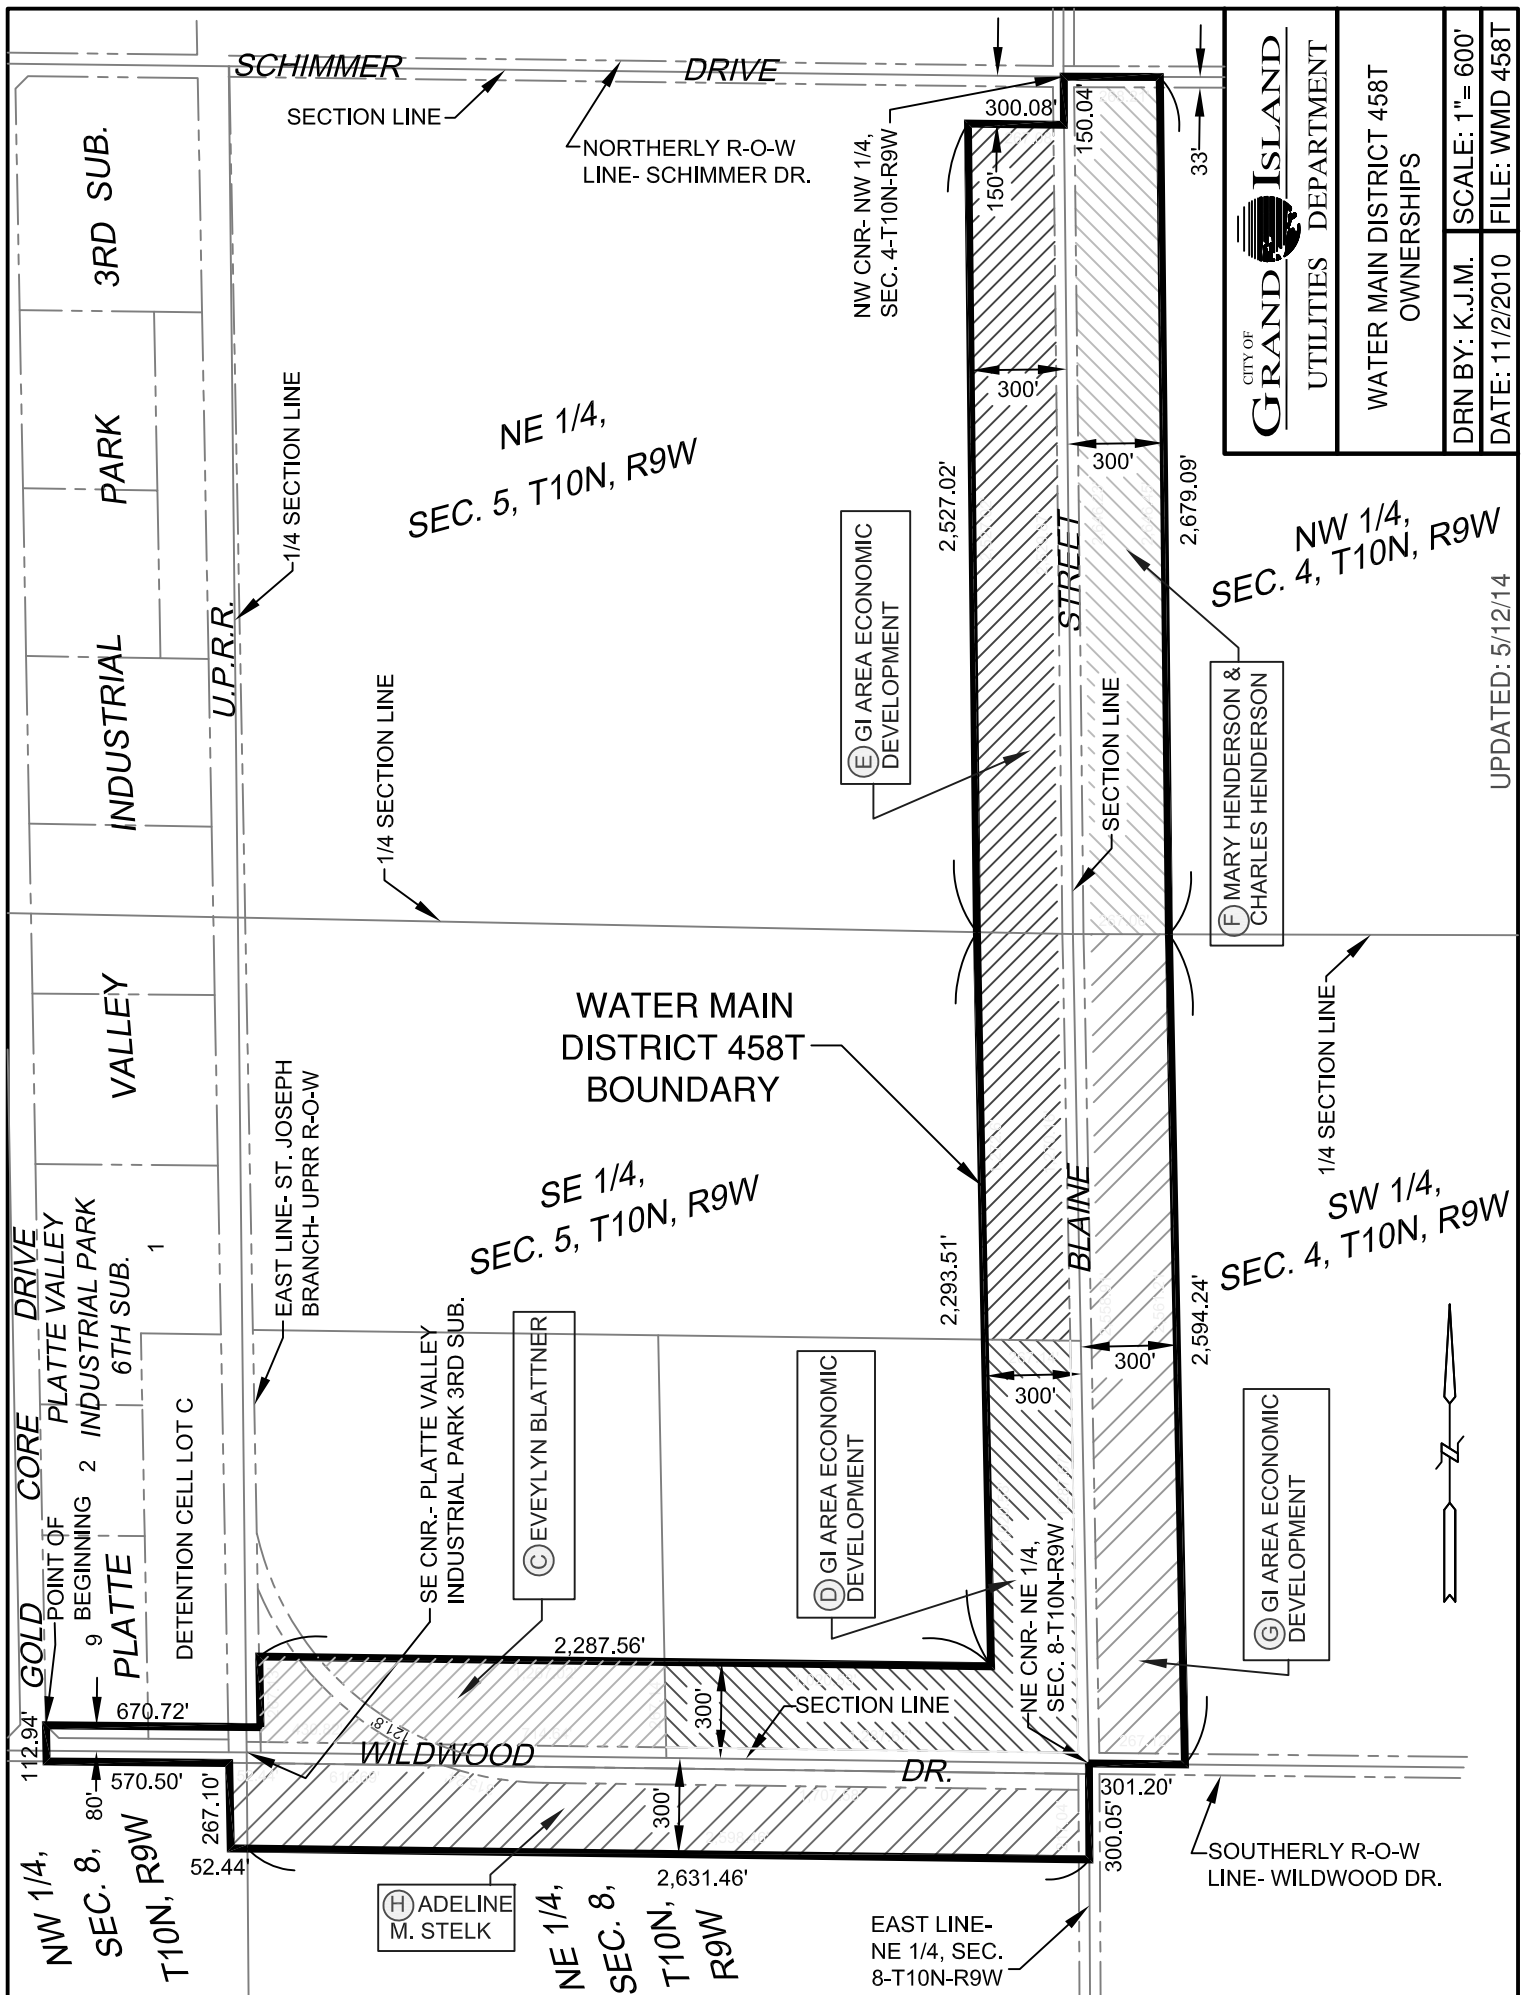 SCHIMMER DRIVE
SECTION LINE
NORTHERLY R-O-W
LINE- SCHIMMER DR.
300.08'
150.04'
150'
33'
NW CNR- NW 1/4,
SEC. 4-T10N-R9W
3RD SUB.
PARK
INDUSTRIAL
VALLEY
PLATTE
U.P.R.R.
1/4 SECTION LINE
NE 1/4,
SEC. 5, T10N, R9W
300'
300'
2,527.02'
2,679.09'
STREET
NW 1/4,
SEC. 4, T10N, R9W
E GI AREA ECONOMIC
DEVELOPMENT
F MARY HENDERSON &
CHARLES HENDERSON
SECTION LINE
1/4 SECTION LINE
CITY OF
GRAND ISLAND
UTILITIES DEPARTMENT
WATER MAIN DISTRICT 458T
OWNERSHIPS
DRN BY: K.J.M.
SCALE: 1"= 600'
DATE: 11/2/2010
FILE: WMD 458T
UPDATED: 5/12/14
WATER MAIN
DISTRICT 458T
BOUNDARY
1/4 SECTION LINE
EAST LINE- ST. JOSEPH
BRANCH- UPRR R-O-W
SE 1/4,
SEC. 5, T10N, R9W
BLAINE
SW 1/4,
SEC. 4, T10N, R9W
2,293.51'
2,594.24'
300'
300'
GOLD CORE DRIVE
PLATTE VALLEY
INDUSTRIAL PARK
6TH SUB.
1
2
9
POINT OF
BEGINNING
DETENTION CELL LOT C
SE CNR.- PLATTE VALLEY
INDUSTRIAL PARK 3RD SUB.
C EVEYLYN BLATTNER
D GI AREA ECONOMIC
DEVELOPMENT
G GI AREA ECONOMIC
DEVELOPMENT
NE CNR- NE 1/4,
SEC. 8-T10N-R9W
2,287.56'
300'
SECTION LINE
670.72'
112.94'
121.8'
WILDWOOD DR.
570.50'
80'
267.10'
52.44'
300'
2,631.46'
301.20'
300.05'
SOUTHERLY R-O-W
LINE- WILDWOOD DR.
H ADELINE
M. STELK
NW 1/4,
SEC. 8,
T10N, R9W
NE 1/4,
SEC. 8,
T10N,
R9W
EAST LINE-
NE 1/4, SEC.
8-T10N-R9W